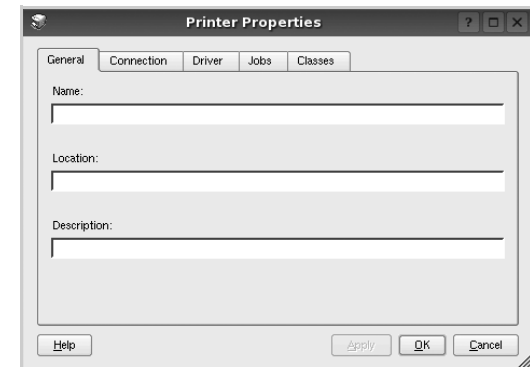 Printer Properties
?
General Connection Driver Jobs Classes
Name:
Location:
Description:
Help Apply OK Cancel